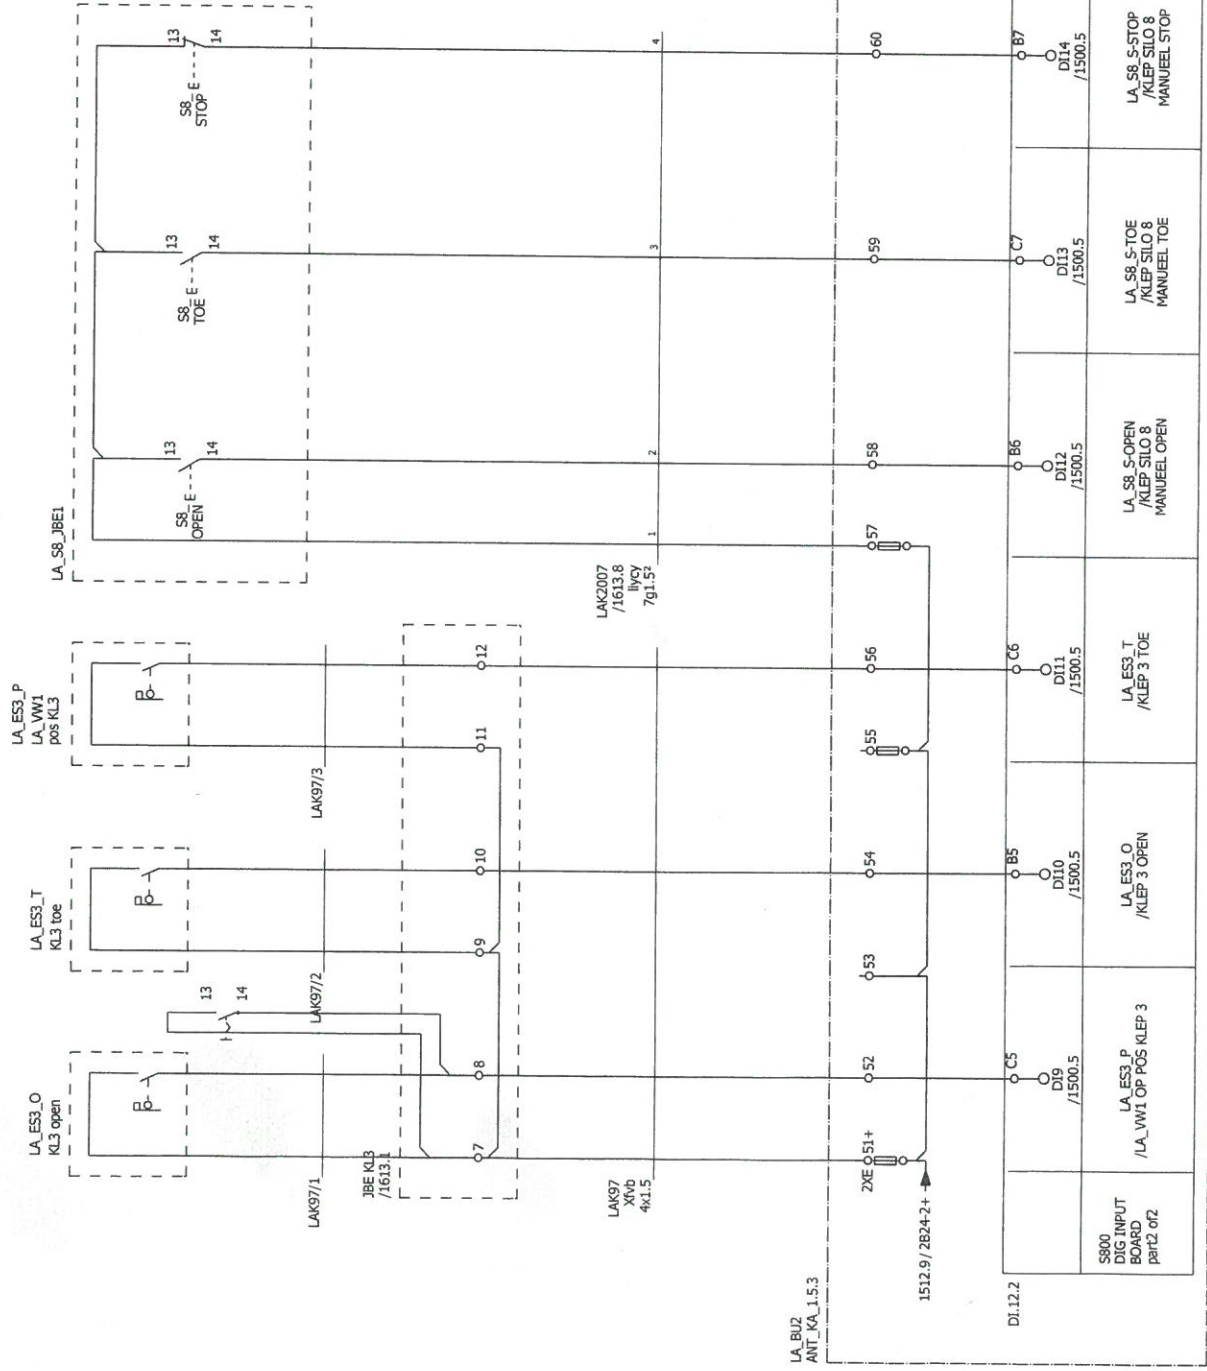 LA_ES3_O
KL3 open
LA_ES3_T
KL3 toe
LA_ES3_P
LA_VW1
pos KL3
LA_S8_JBE1
13
14
S8_
OPEN
E
13
14
S8_
TOE
E
13
14
S8_
STOP
E
13
14
LAK97/1
LAK97/2
LAK97/3
JBE KL3
/1613.1
7
8
9
10
11
12
LAK97
Xfvb
4x1.5
LAK2007
/1613.8
liycy
7g1.5²
1
2
3
4
LA_BU2
ANT_KA_1.5.3
2XE
51+
52
53
54
55
56
57
58
59
60
1512.9 / 2B24-2+
DI.12.2
C5
B5
C6
B6
C7
B7
DI9
/1500.5
DI10
/1500.5
DI11
/1500.5
DI12
/1500.5
DI13
/1500.5
DI14
/1500.5
S800
DIG INPUT
BOARD
part2 of2
LA_ES3_P
/LA_VW1 OP POS KLEP 3
LA_ES3_O
/KLEP 3 OPEN
LA_ES3_T
/KLEP 3 TOE
LA_S8_S-OPEN
/KLEP SILO 8
MANUEEL OPEN
LA_S8_S-TOE
/KLEP SILO 8
MANUEEL TOE
LA_S8_S-STOP
/KLEP SILO 8
MANUEEL STOP